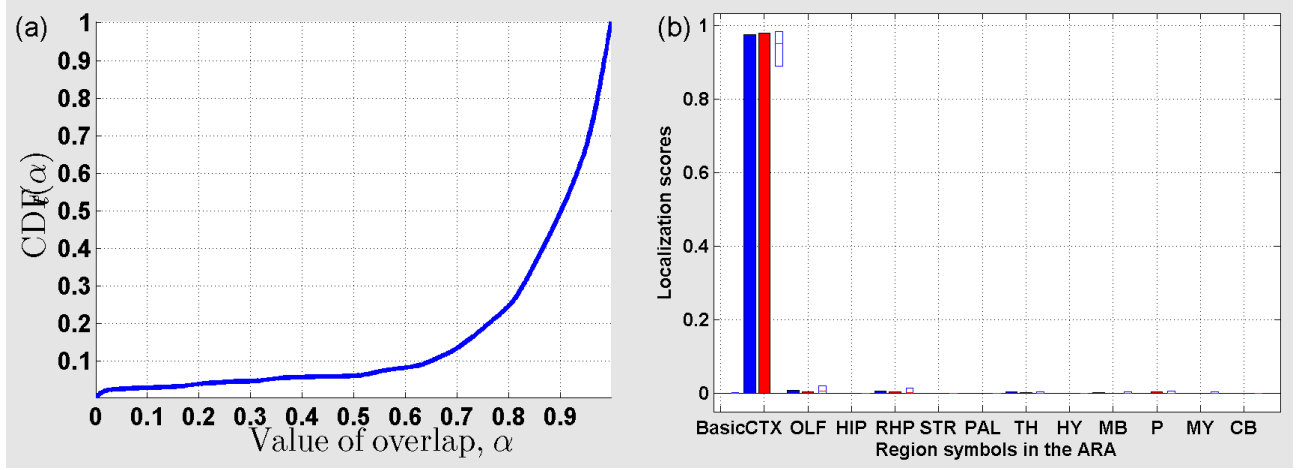 (a)
1
0.9
0.8
0.7
0.6
0.5
0.4
0.3
0.2
0.1
0 0.1 0.2 0.3 0.4 0.5 0.6 0.7 0.8 0.9
Value of overlap, α
(α)
(b)
1
0.8
0.6
0.4
0.2
0
Localization scores
Basic CTX OLF HIP RHP STR PAL TH HY MB P MY CB
Region symbols in the ARA